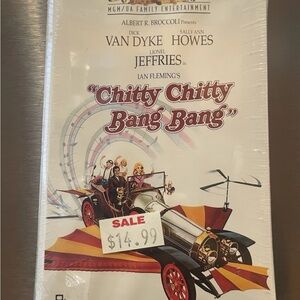 MGM/UA FAMILY ENTERTAINMENT
ALBERT R. BROCCOLI Presents
DICK SALLY ANN
VAN DYKE HOWES
LIONEL
JEFFRIES in
IAN FLEMING'S
"Chitty Chitty
Bang Bang"
SALE
$14.99